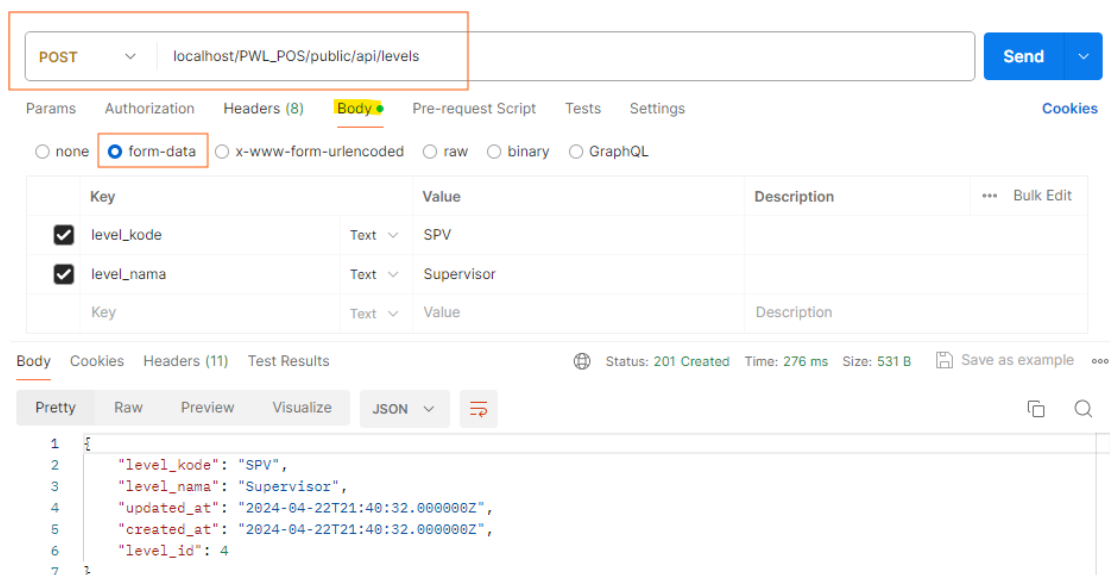 POST localhost/PWL_POS/public/api/levels Send
Params Authorization Headers (8) Body Pre-request Script Tests Settings Cookies
none form-data x-www-form-urlencoded raw binary GraphQL
Key Value Description ••• Bulk Edit
level_kode Text SPV
level_nama Text Supervisor
Key Text Value Description
Body Cookies Headers (11) Test Results Status: 201 Created Time: 276 ms Size: 531 B Save as example
Pretty Raw Preview Visualize JSON
1 {
2 "level_kode": "SPV",
3 "level_nama": "Supervisor",
4 "updated_at": "2024-04-22T21:40:32.000000Z",
5 "created_at": "2024-04-22T21:40:32.000000Z",
6 "level_id": 4
7 }